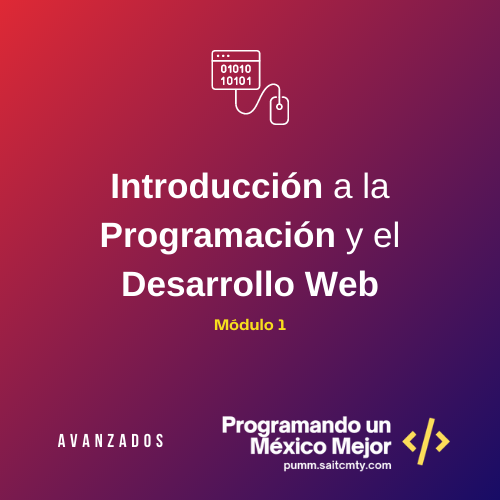 01010
10101
Introducción a la
Programación y el
Desarrollo Web
Módulo 1
AVANZADOS
Programando un
México Mejor
pumm.saitcmty.com
</>